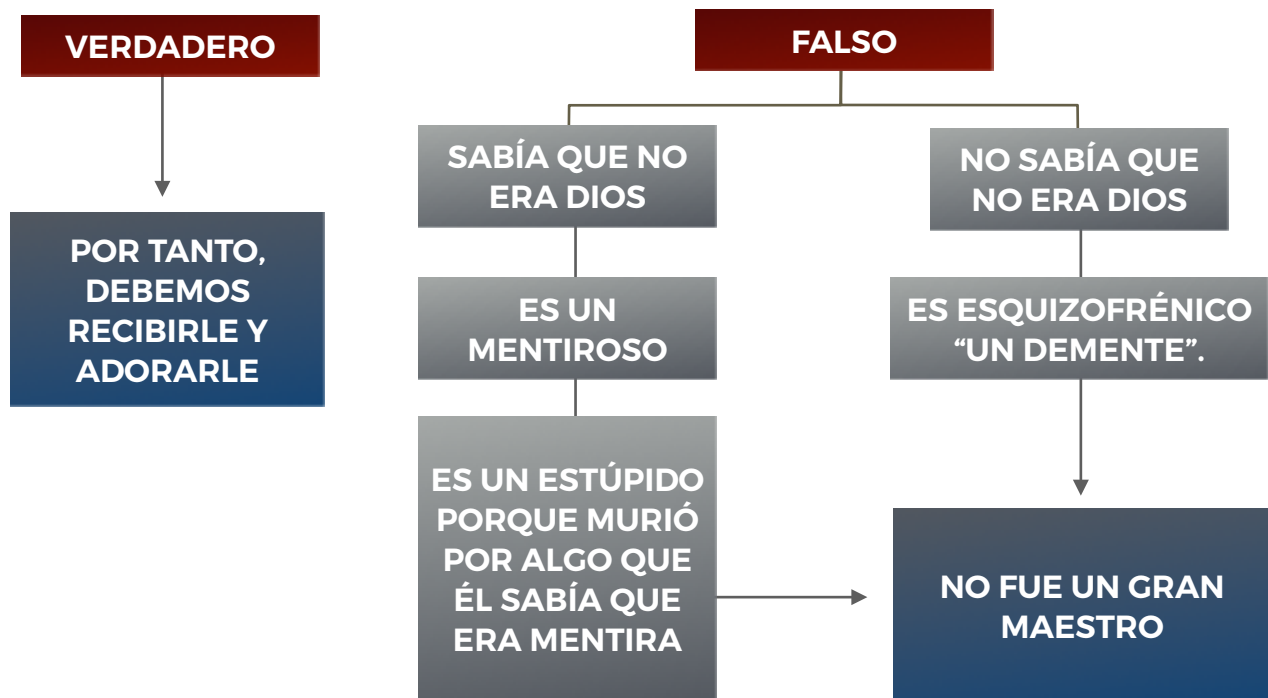 VERDADERO
POR TANTO,
DEBEMOS
RECIBIRLE Y
ADORARLE
FALSO
SABÍA QUE NO
ERA DIOS
ES UN
MENTIROSO
ES UN ESTÚPIDO
PORQUE MURIÓ
POR ALGO QUE
ÉL SABÍA QUE
ERA MENTIRA
NO SABÍA QUE
NO ERA DIOS
ES ESQUIZOFRÉNICO
“UN DEMENTE”.
NO FUE UN GRAN
MAESTRO